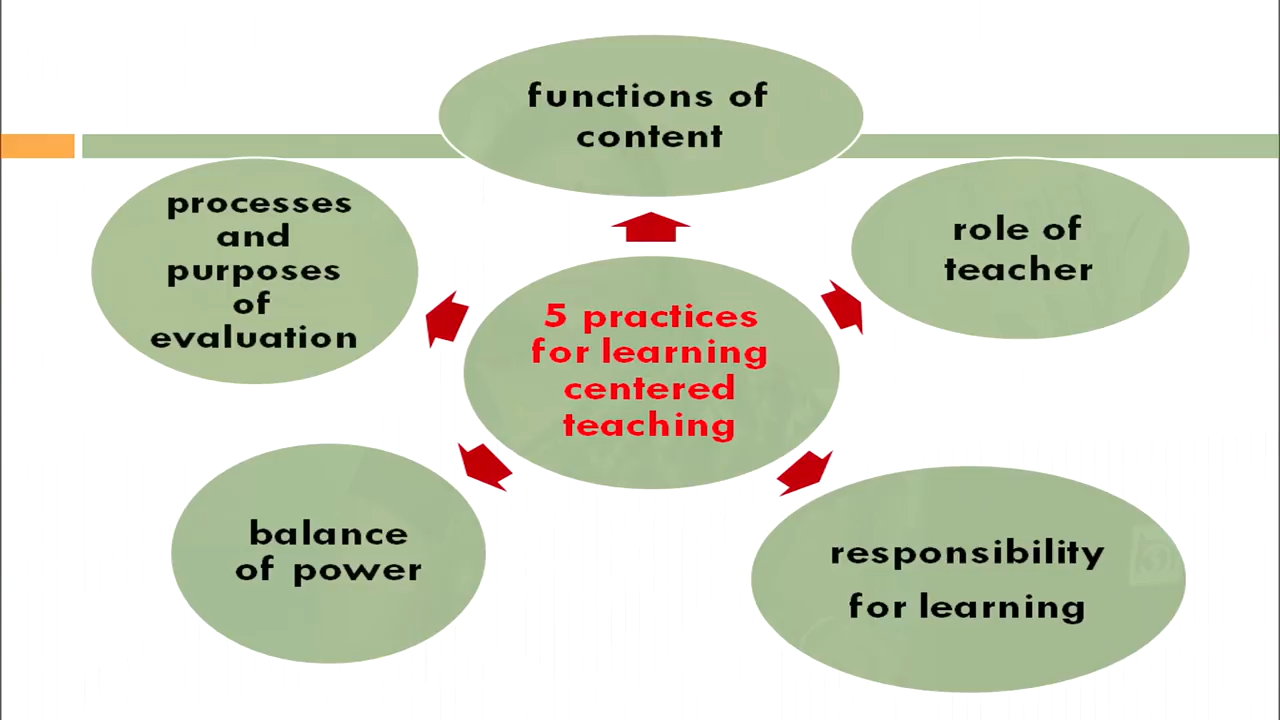 functions of
content
processes
and
purposes
of
evaluation
role of
teacher
5 practices
for learning
centered
teaching
balance
of power
responsibility
for learning